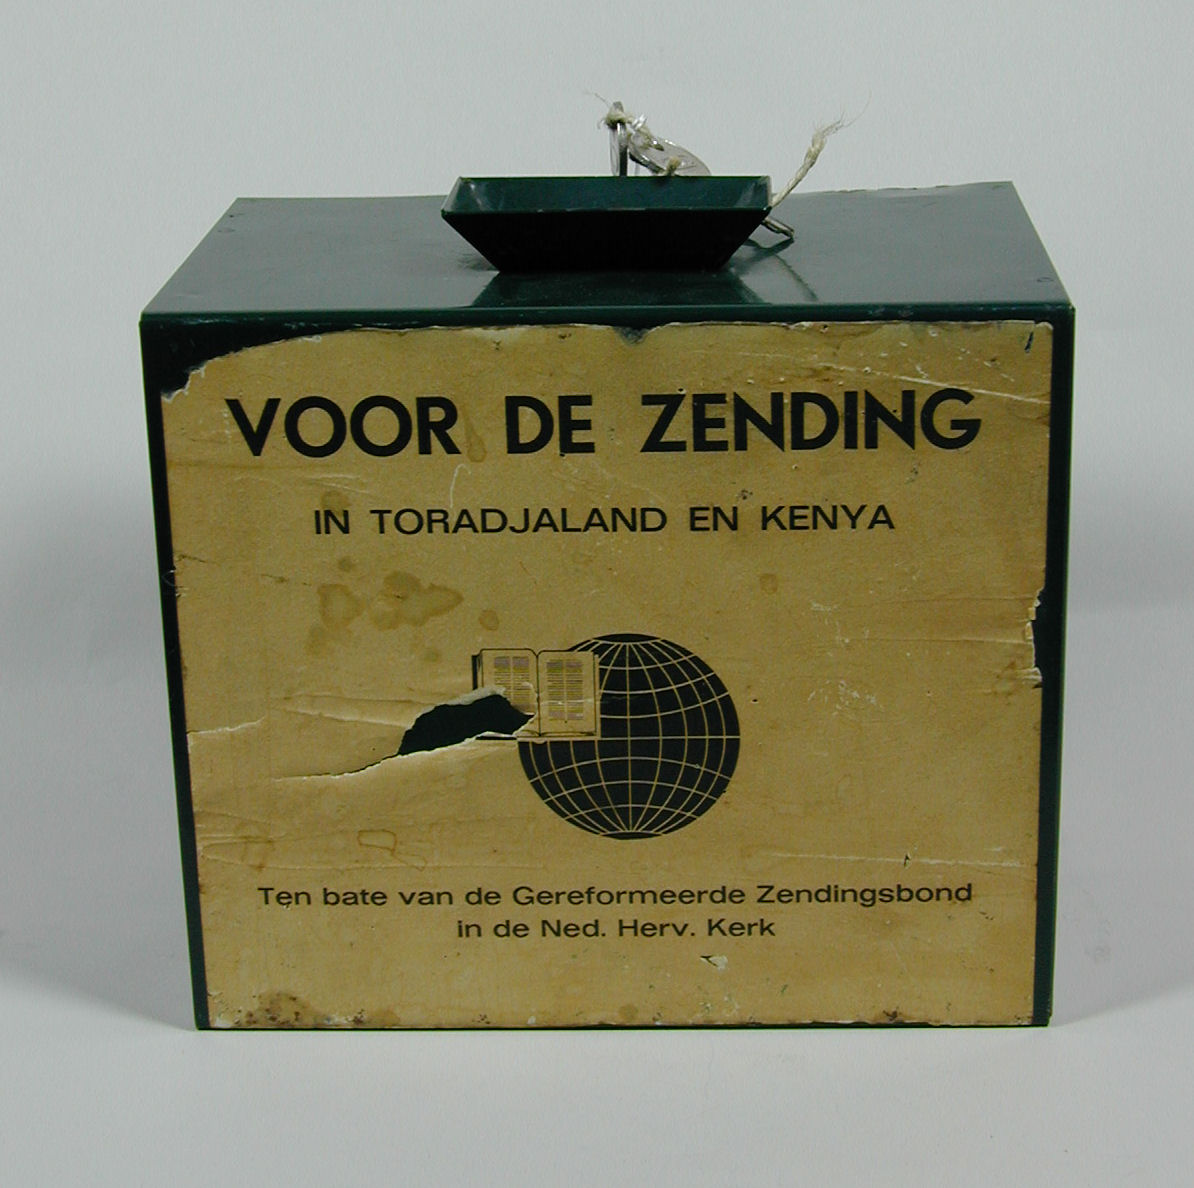 VOOR DE ZENDING
IN TORADJALAND EN KENYA
Ten bate van de Gereformeerde Zendingsbond
in de Ned. Herv. Kerk